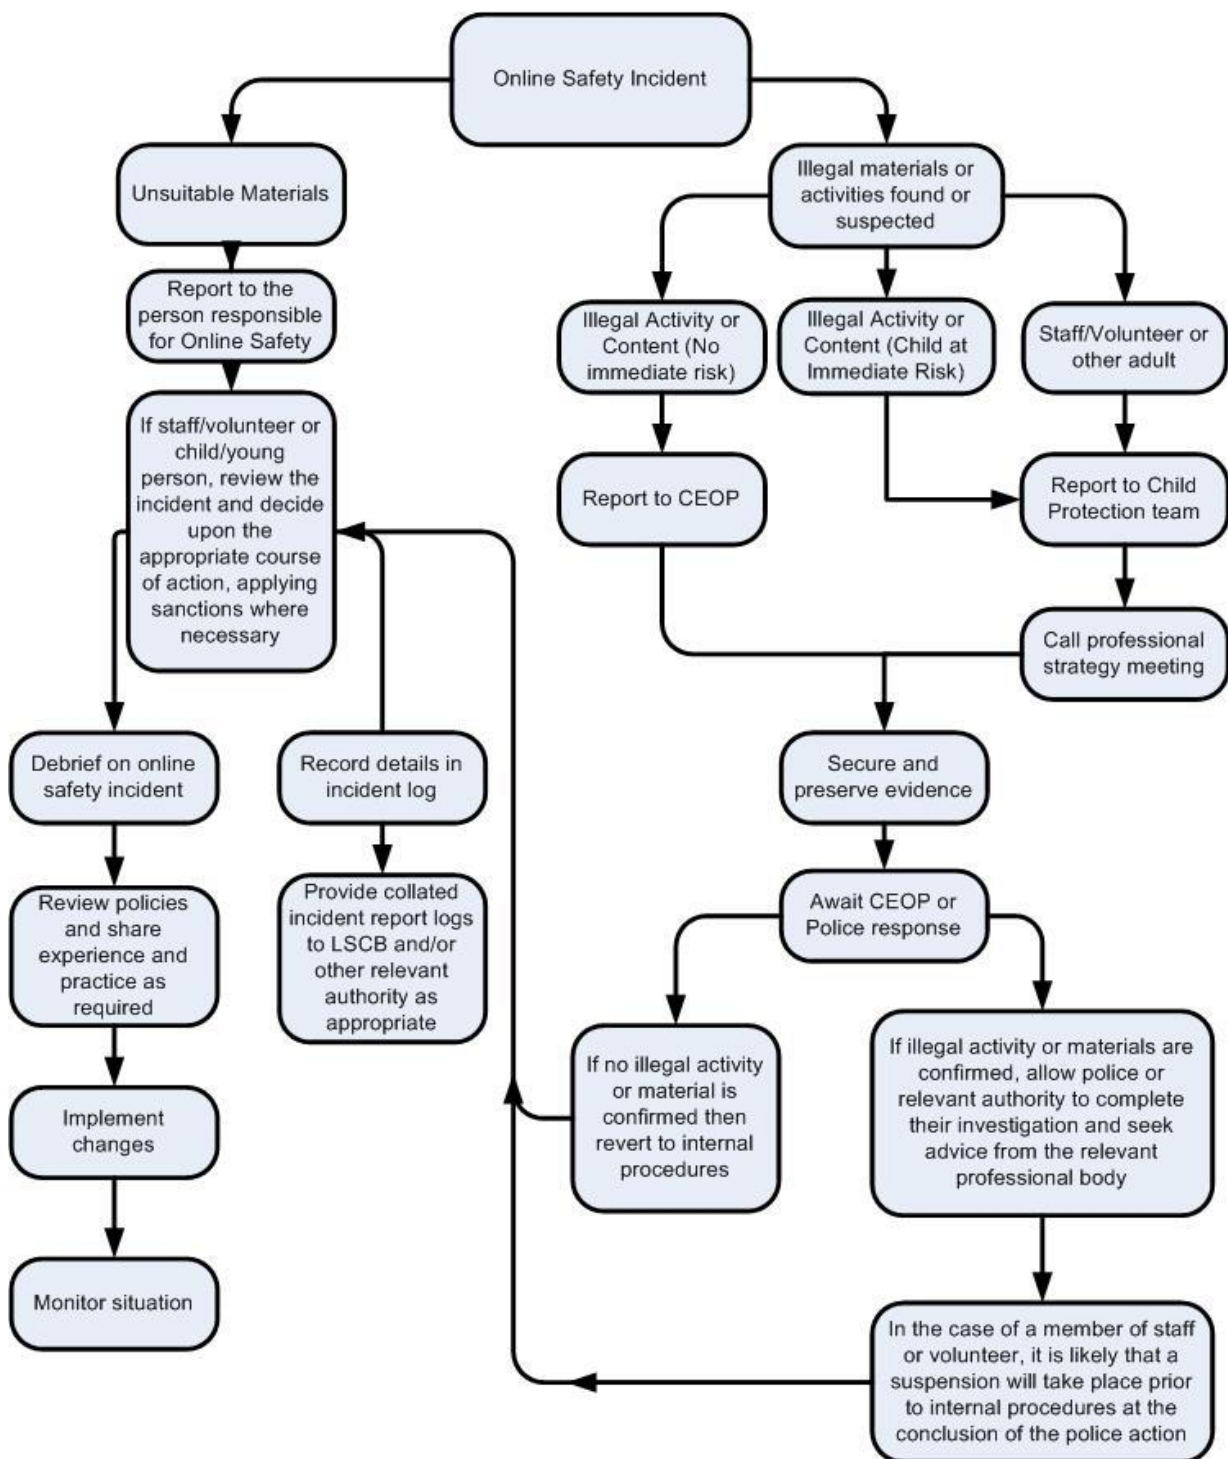 Online Safety Incident
Unsuitable Materials
Illegal materials or
activities found or
suspected
Report to the
person responsible
for Online Safety
Illegal Activity or
Content (No
immediate risk)
Illegal Activity or
Content (Child at
Immediate Risk)
Staff/Volunteer or
other adult
If staff/volunteer or
child/young
person, review the
incident and decide
upon the
appropriate course
of action, applying
sanctions where
necessary
Report to CEOP
Report to Child
Protection team
Call professional
strategy meeting
Debrief on online
safety incident
Record details in
incident log
Secure and
preserve evidence
Review policies
and share
experience and
practice as
required
Provide collated
incident report logs
to LSCB and/or
other relevant
authority as
appropriate
Await CEOP or
Police response
If no illegal activity
or material is
confirmed then
revert to internal
procedures
If illegal activity or materials are
confirmed, allow police or
relevant authority to complete
their investigation and seek
advice from the relevant
professional body
Implement
changes
Monitor situation
In the case of a member of staff
or volunteer, it is likely that a
suspension will take place prior
to internal procedures at the
conclusion of the police action